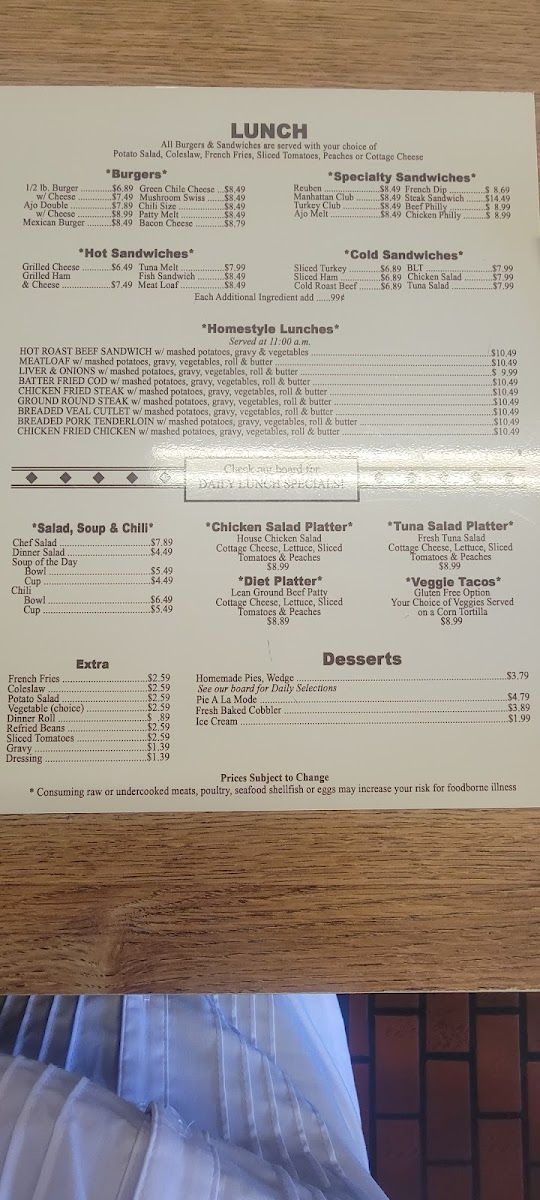 LUNCH
All Burgers & Sandwiches are served with your choice of
Potato Salad, Coleslaw, French Fries, Sliced Tomatoes, Peaches or Cottage Cheese
*Burgers*
1/2 lb. Burger ............$6.89
w/ Cheese ............$7.49
Ajo Double ..............$7.89
w/ Cheese ............$8.99
Mexican Burger .......$8.49
Green Chile Cheese ...$8.49
Mushroom Swiss ......$8.49
Chili Size ..................$8.49
Patty Melt .................$8.49
Bacon Cheese ...........$8.79
*Specialty Sandwiches*
Reuben ......................$8.49
Manhattan Club ........$8.49
Turkey Club .............$8.49
Ajo Melt ...................$8.49
French Dip ..............$ 8.69
Steak Sandwich .......$14.49
Beef Philly ..............$ 8.99
Chicken Philly ........$ 8.99
*Hot Sandwiches*
Grilled Cheese ..........$6.49
Grilled Ham
& Cheese ..............$7.49
Tuna Melt .................$7.99
Fish Sandwich ..........$8.49
Meat Loaf .................$8.49
*Cold Sandwiches*
Sliced Turkey ...........$6.89
Sliced Ham ...............$6.89
Cold Roast Beef .......$6.89
BLT ..........................$7.99
Chicken Salad ..........$7.99
Tuna Salad ...............$7.99
Each Additional Ingredient add ......99¢
*Homestyle Lunches*
Served at 11:00 a.m.
HOT ROAST BEEF SANDWICH w/ mashed potatoes, gravy & vegetables ..........$10.49
MEATLOAF w/ mashed potatoes, gravy, vegetables, roll & butter ..........$10.49
LIVER & ONIONS w/ mashed potatoes, gravy, vegetables, roll & butter ..........$ 9.99
BATTER FRIED COD w/ mashed potatoes, gravy, vegetables, roll & butter ..........$10.49
CHICKEN FRIED STEAK w/ mashed potatoes, gravy, vegetables, roll & butter ..........$10.49
GROUND ROUND STEAK w/ mashed potatoes, gravy, vegetables, roll & butter ..........$10.49
BREADED VEAL CUTLET w/ mashed potatoes, gravy, vegetables, roll & butter ..........$10.49
BREADED PORK TENDERLOIN w/ mashed potatoes, gravy, vegetables, roll & butter ..........$10.49
CHICKEN FRIED CHICKEN w/ mashed potatoes, gravy, vegetables, roll & butter ..........$10.49
Check our board for
DAILY LUNCH SPECIALS!
*Salad, Soup & Chili*
Chef Salad ..........$7.89
Dinner Salad ..........$4.49
Soup of the Day
Bowl ..........$5.49
Cup ..........$4.49
Chili
Bowl ..........$6.49
Cup ..........$5.49
*Chicken Salad Platter*
House Chicken Salad
Cottage Cheese, Lettuce, Sliced
Tomatoes & Peaches
$8.99
*Diet Platter*
Lean Ground Beef Patty
Cottage Cheese, Lettuce, Sliced
Tomatoes & Peaches
$8.89
*Tuna Salad Platter*
Fresh Tuna Salad
Cottage Cheese, Lettuce, Sliced
Tomatoes & Peaches
$8.99
*Veggie Tacos*
Gluten Free Option
Your Choice of Veggies Served
on a Corn Tortilla
$8.99
Extra
French Fries ..........$2.59
Coleslaw ..........$2.59
Potato Salad ..........$2.59
Vegetable (choice) ..........$2.59
Dinner Roll ..........$ .89
Refried Beans ..........$2.59
Sliced Tomatoes ..........$2.59
Gravy ..........$1.39
Dressing ..........$1.39
Desserts
Homemade Pies, Wedge ..........$3.79
See our board for Daily Selections
Pie A La Mode ..........$4.79
Fresh Baked Cobbler ..........$3.89
Ice Cream ..........$1.99
Prices Subject to Change
* Consuming raw or undercooked meats, poultry, seafood shellfish or eggs may increase your risk for foodborne illness